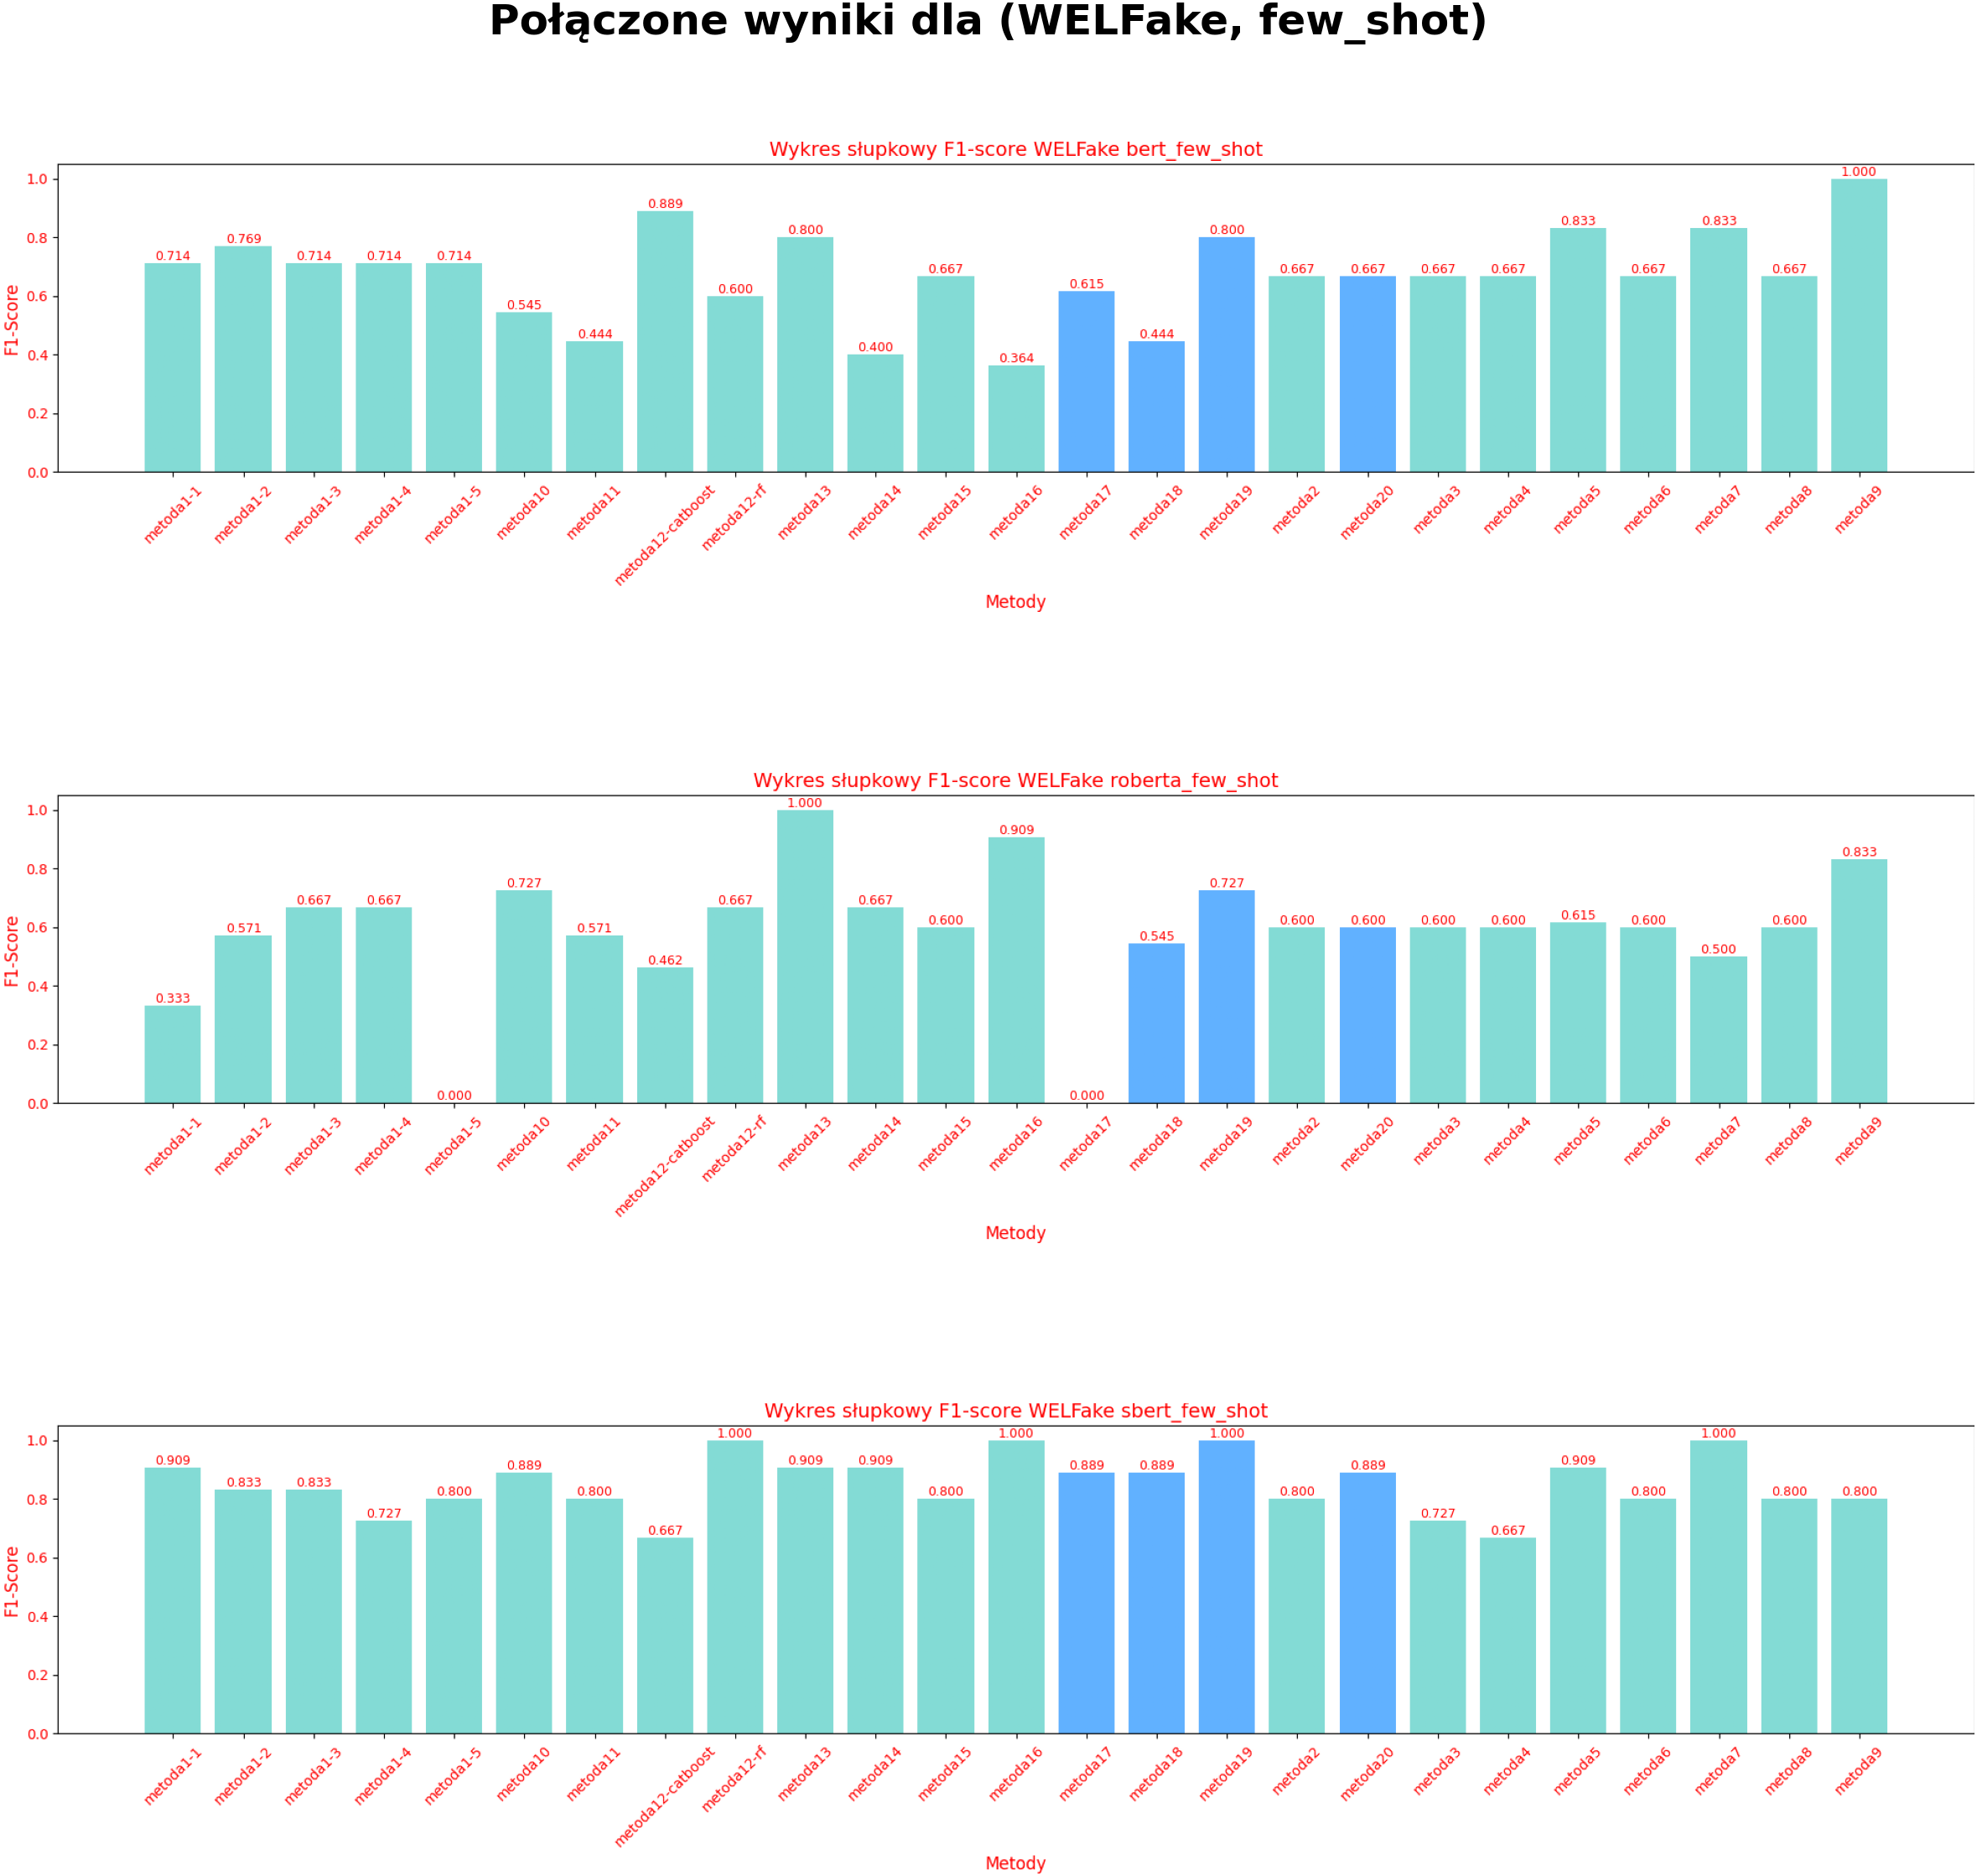 Połączone wyniki dla (WELFake, few_shot)
Wykres słupkowy F1-score WELFake bert_few_shot
F1-Score
1.0
0.8
0.6
0.4
0.2
0.0
0.714 0.769 0.714 0.714 0.714 0.545 0.444 0.889 0.600 0.800 0.400 0.667 0.364 0.615 0.444 0.800 0.667 0.667 0.667 0.667 0.833 0.667 0.833 0.667 1.000
metoda1-1 metoda1-2 metoda1-3 metoda1-4 metoda1-5 metoda10 metoda11 metoda12-catboost metoda12-rf metoda13 metoda14 metoda15 metoda16 metoda17 metoda18 metoda19 metoda2 metoda20 metoda3 metoda4 metoda5 metoda6 metoda7 metoda8 metoda9
Metody
Wykres słupkowy F1-score WELFake roberta_few_shot
F1-Score
1.0
0.8
0.6
0.4
0.2
0.0
0.333 0.571 0.667 0.667 0.000 0.727 0.571 0.462 0.667 1.000 0.667 0.600 0.909 0.000 0.545 0.727 0.600 0.600 0.600 0.600 0.615 0.600 0.500 0.600 0.833
metoda1-1 metoda1-2 metoda1-3 metoda1-4 metoda1-5 metoda10 metoda11 metoda12-catboost metoda12-rf metoda13 metoda14 metoda15 metoda16 metoda17 metoda18 metoda19 metoda2 metoda20 metoda3 metoda4 metoda5 metoda6 metoda7 metoda8 metoda9
Metody
Wykres słupkowy F1-score WELFake sbert_few_shot
F1-Score
1.0
0.8
0.6
0.4
0.2
0.0
0.909 0.833 0.833 0.727 0.800 0.889 0.800 0.667 1.000 0.909 0.909 0.800 1.000 0.889 0.889 1.000 0.800 0.889 0.727 0.667 0.909 0.800 1.000 0.800 0.800
metoda1-1 metoda1-2 metoda1-3 metoda1-4 metoda1-5 metoda10 metoda11 metoda12-catboost metoda12-rf metoda13 metoda14 metoda15 metoda16 metoda17 metoda18 metoda19 metoda2 metoda20 metoda3 metoda4 metoda5 metoda6 metoda7 metoda8 metoda9
Metody